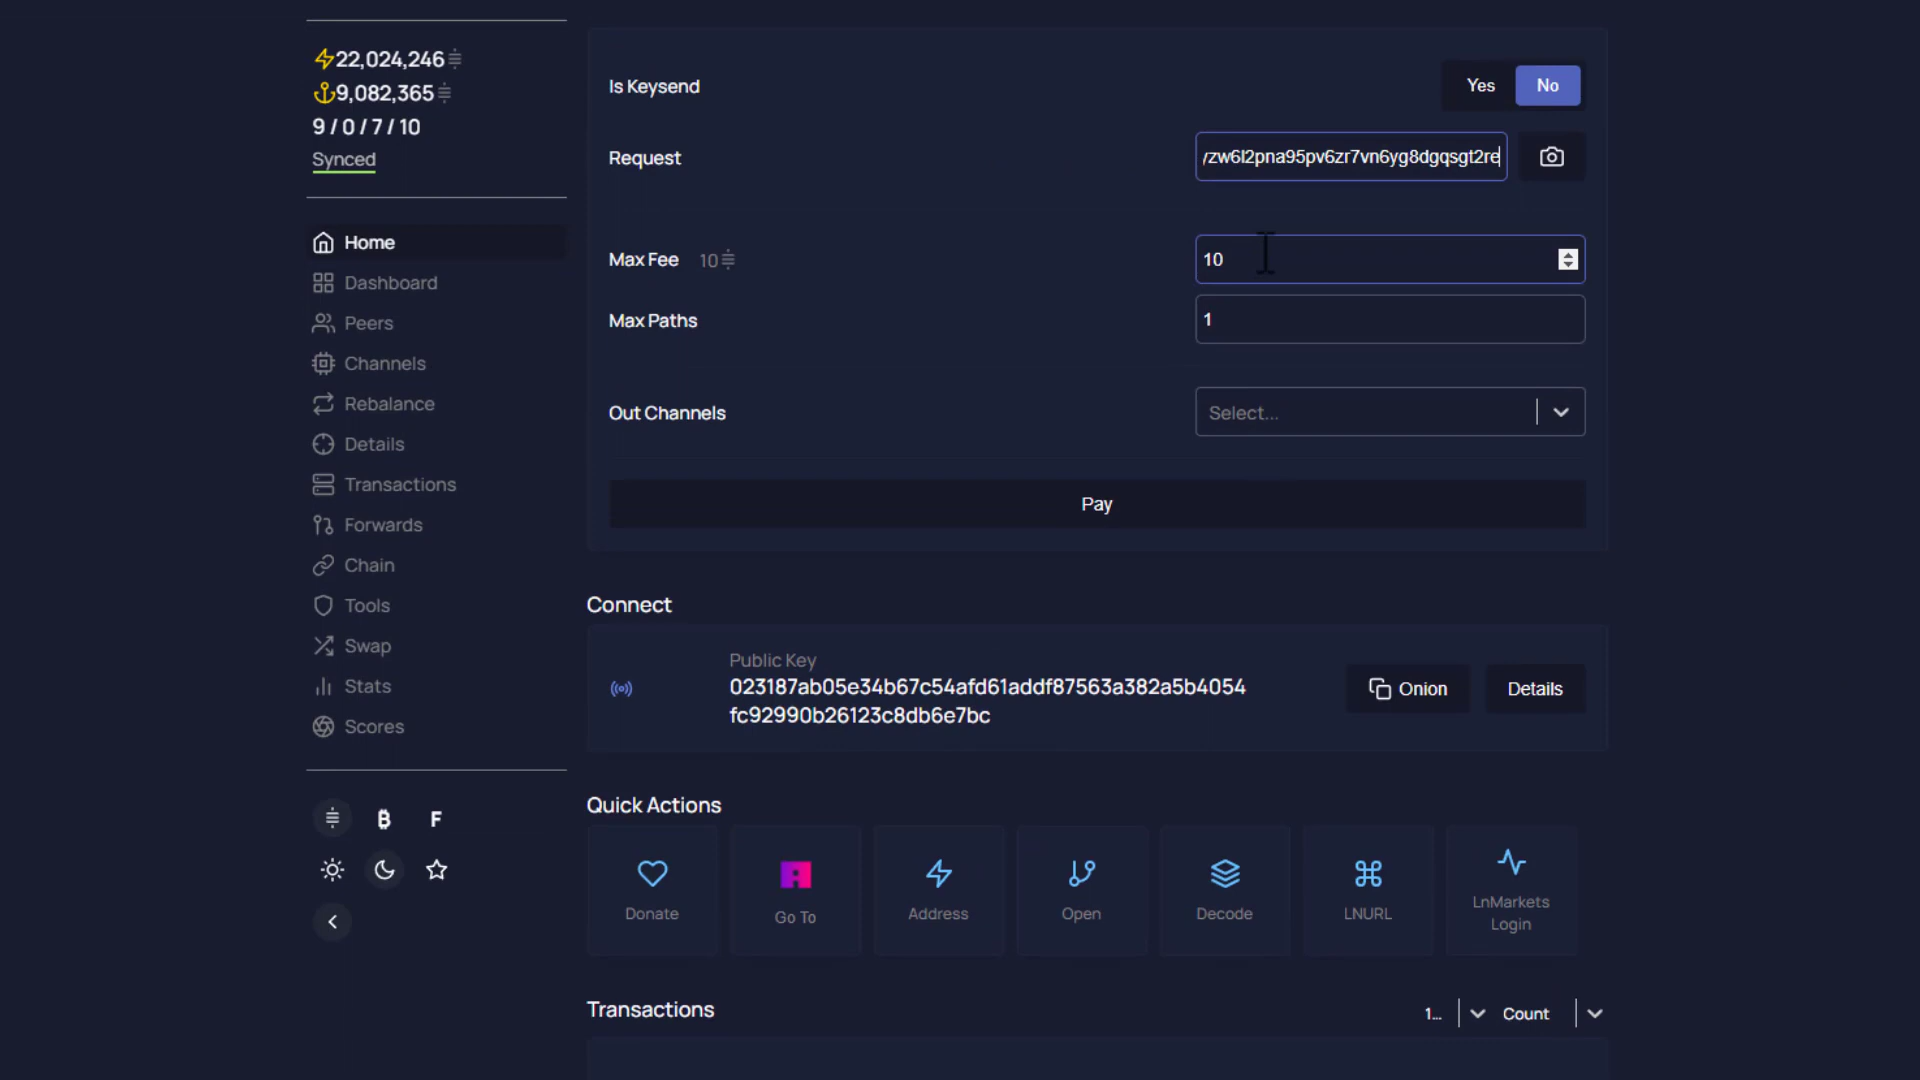 22,024,246
9,082,365
9 / 0 / 7 / 10
Synced
Home
Dashboard
Peers
Channels
Rebalance
Details
Transactions
Forwards
Chain
Tools
Swap
Stats
Scores
₿ F
Is Keysend
Yes No
Request
yzw6l2pna95pv6zr7vn6yg8dgqsgt2re
Max Fee 10
10
Max Paths
1
Out Channels
Select...
Pay
Connect
Public Key
023187ab05e34b67c54afd61addf87563a382a5b4054
fc92990b26123c8db6e7bc
Onion
Details
Quick Actions
Donate
Go To
Address
Open
Decode
LNURL
LnMarkets
Login
Transactions
1...
Count